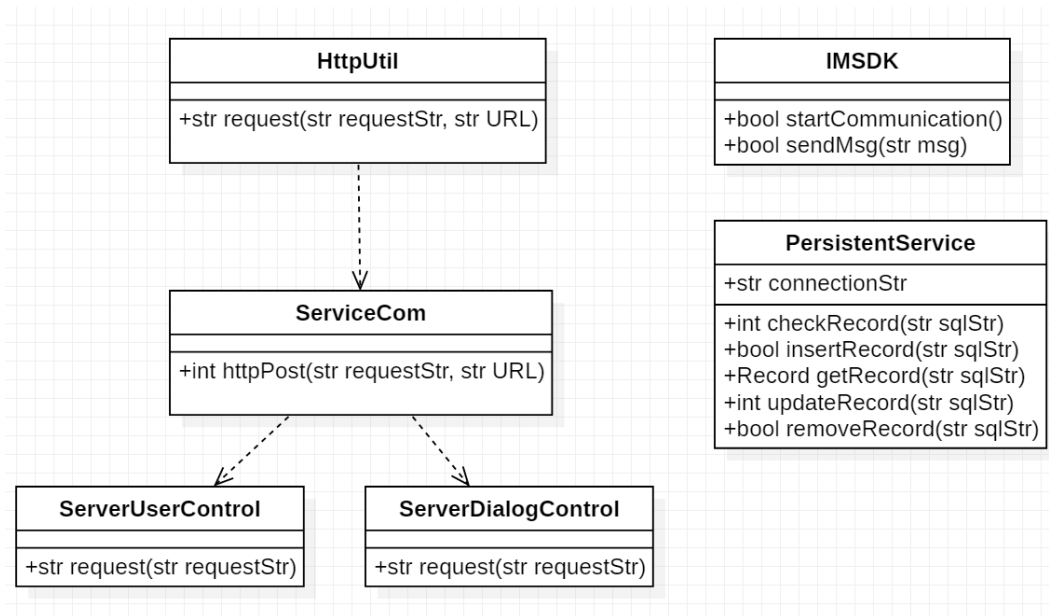 HttpUtil
+str request(str requestStr, str URL)
IMSDK
+bool startCommunication()
+bool sendMsg(str msg)
PersistentService
+str connectionStr
+int checkRecord(str sqlStr)
+bool insertRecord(str sqlStr)
+Record getRecord(str sqlStr)
+int updateRecord(str sqlStr)
+bool removeRecord(str sqlStr)
ServiceCom
+int httpPost(str requestStr, str URL)
ServerUserControl
+str request(str requestStr)
ServerDialogControl
+str request(str requestStr)